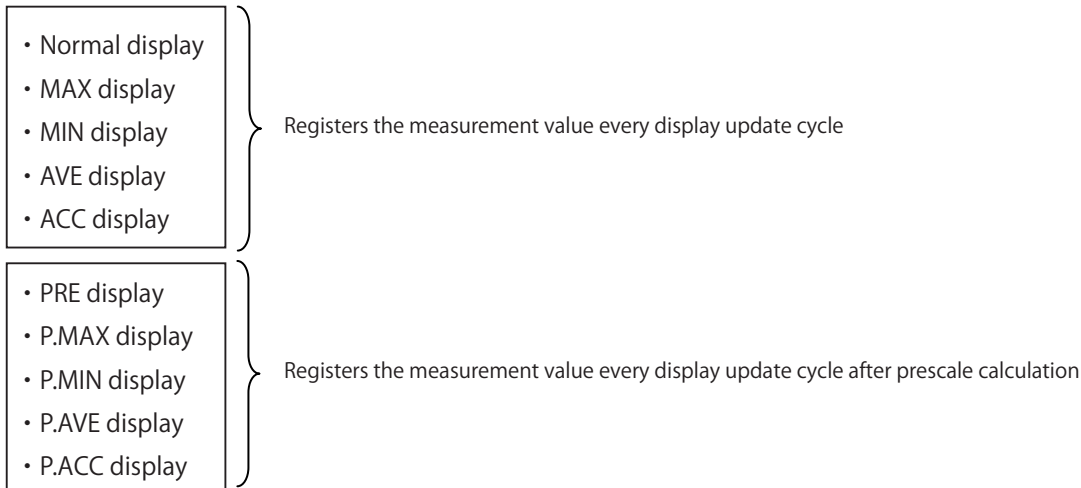 ・Normal display
・MAX display
・MIN display
・AVE display
・ACC display
Registers the measurement value every display update cycle
・PRE display
・P.MAX display
・P.MIN display
・P.AVE display
・P.ACC display
Registers the measurement value every display update cycle after prescale calculation